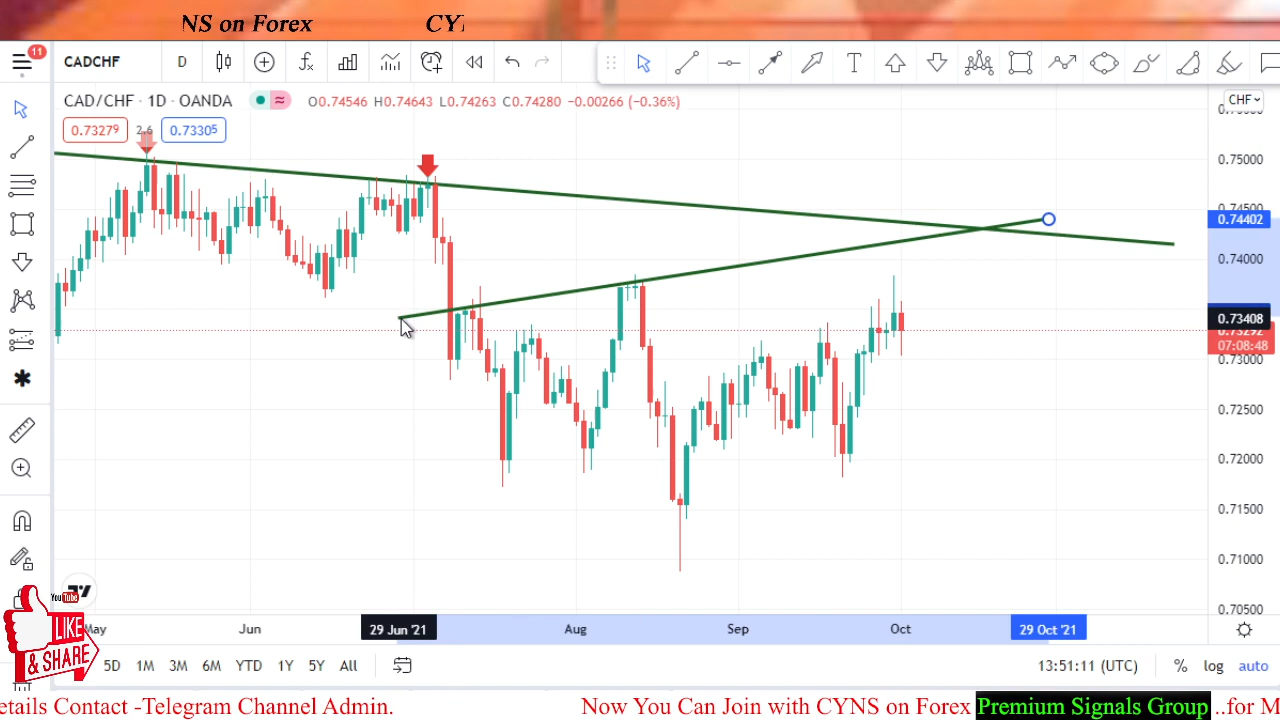 NS on Forex CY
11
CADCHF D T
CAD/CHF · 1D · OANDA ≈ O0.74546 H0.74643 L0.74263 C0.74280 −0.00266 (−0.36%) CHF
0.73279 2.6 0.73305
0.75000
0.74500
0.74402
0.74000
0.73408
0.73292
07:08:48
0.73000
0.72500
0.72000
0.71500
0.71000
0.70500
May Jun 29 Jun '21 Aug Sep Oct 29 Oct '21
YouTube
LIKE
& SHARE
5D 1M 3M 6M YTD 1Y 5Y All 13:51:11 (UTC) % log auto
etails Contact -Telegram Channel Admin. Now You Can Join with CYNS on Forex Premium Signals Group ..for M